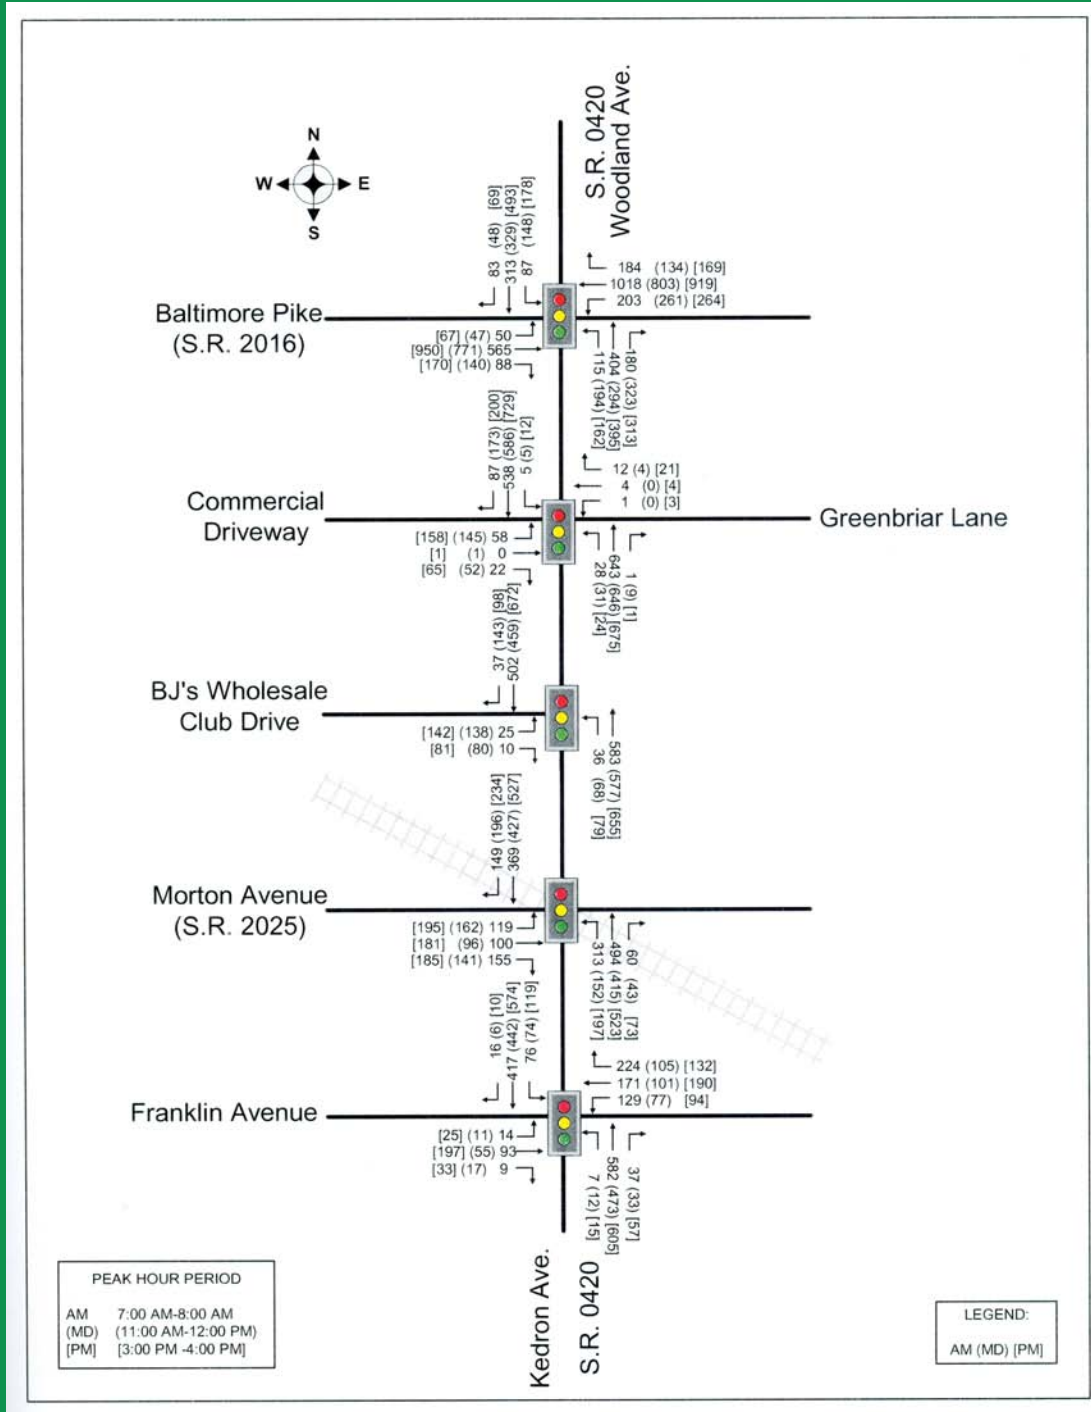 S.R. 0420
Woodland Ave.
N
W E
S
83 (48) [69]
313 (329) [493]
87 (148) [178]
184 (134) [169]
1018 (803) [919]
203 (261) [264]
Baltimore Pike
(S.R. 2016)
[67] (47) 50
[950] (771) 565
[170] (140) 88
115 (194) [162]
404 (294) [395]
180 (323) [313]
87 (173) [200]
538 (586) [729]
5 (5) [12]
12 (4) [21]
4 (0) [4]
1 (0) [3]
Commercial
Driveway
Greenbriar Lane
[158] (145) 58
[1] (1) 0
[65] (52) 22
28 (31) [24]
643 (646) [675]
1 (9) [1]
37 (143) [98]
502 (459) [672]
BJ's Wholesale
Club Drive
[142] (138) 25
[81] (80) 10
36 (68) [79]
583 (577) [655]
149 (196) [234]
369 (427) [527]
Morton Avenue
(S.R. 2025)
[195] (162) 119
[181] (96) 100
[185] (141) 155
313 (152) [197]
494 (415) [523]
60 (43) [73]
16 (6) [10]
417 (442) [574]
76 (74) [119]
224 (105) [132]
171 (101) [190]
129 (77) [94]
Franklin Avenue
[25] (11) 14
[197] (55) 93
[33] (17) 9
7 (12) [15]
582 (473) [605]
37 (33) [57]
Kedron Ave.
S.R. 0420
PEAK HOUR PERIOD
AM 7:00 AM-8:00 AM
(MD) (11:00 AM-12:00 PM)
[PM] [3:00 PM -4:00 PM]
LEGEND:
AM (MD) [PM]